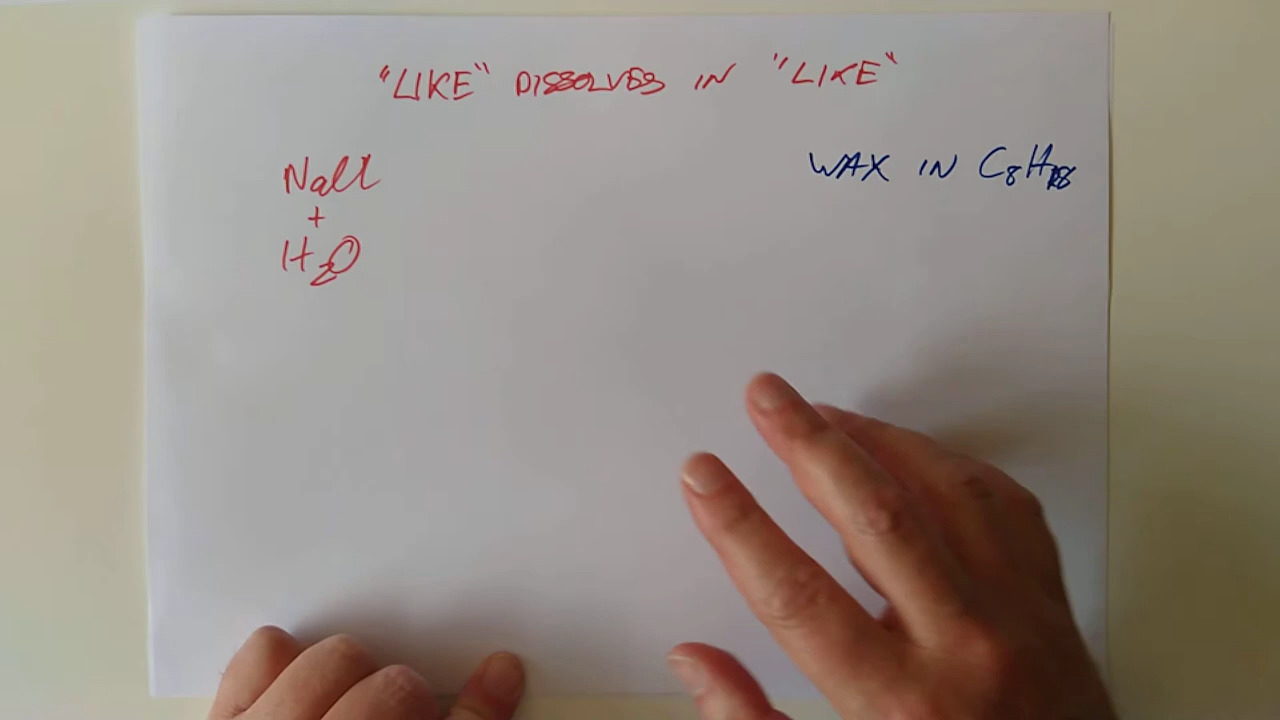 "LIKE" DISSOLVES IN "LIKE"
NaCl
+
H2O
WAX IN C8H18